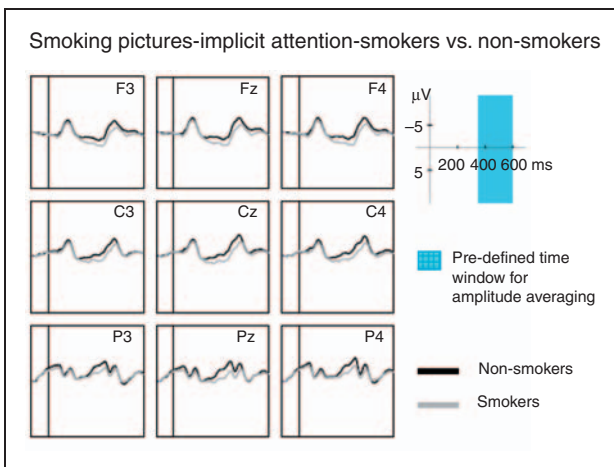 Smoking pictures-implicit attention-smokers vs. non-smokers
F3
Fz
F4
C3
Cz
C4
P3
Pz
P4
μV
–5
200 400 600 ms
5
Pre-defined time
window for
amplitude averaging
Non-smokers
Smokers